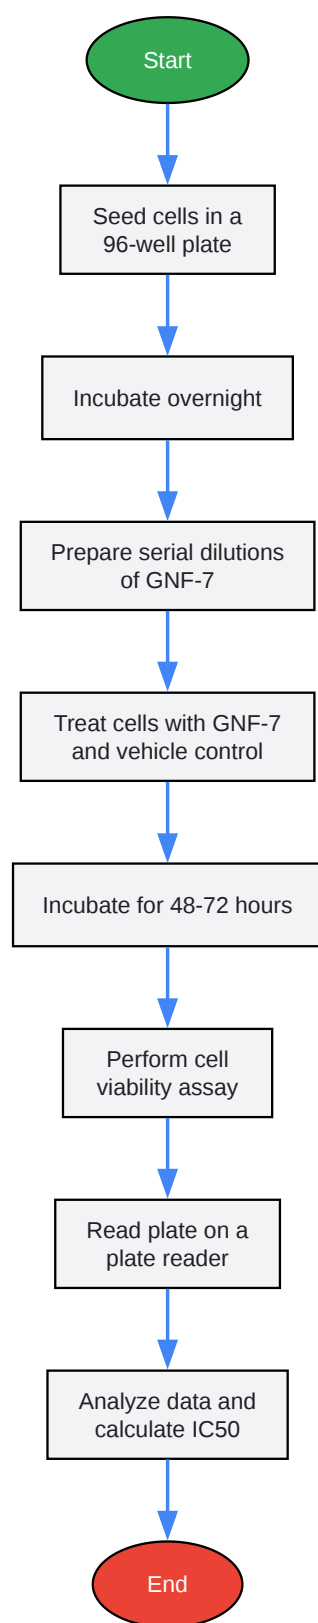 Start
Seed cells in a
96-well plate
Incubate overnight
Prepare serial dilutions
of GNF-7
Treat cells with GNF-7
and vehicle control
Incubate for 48-72 hours
Perform cell
viability assay
Read plate on a
plate reader
Analyze data and
calculate IC50
End